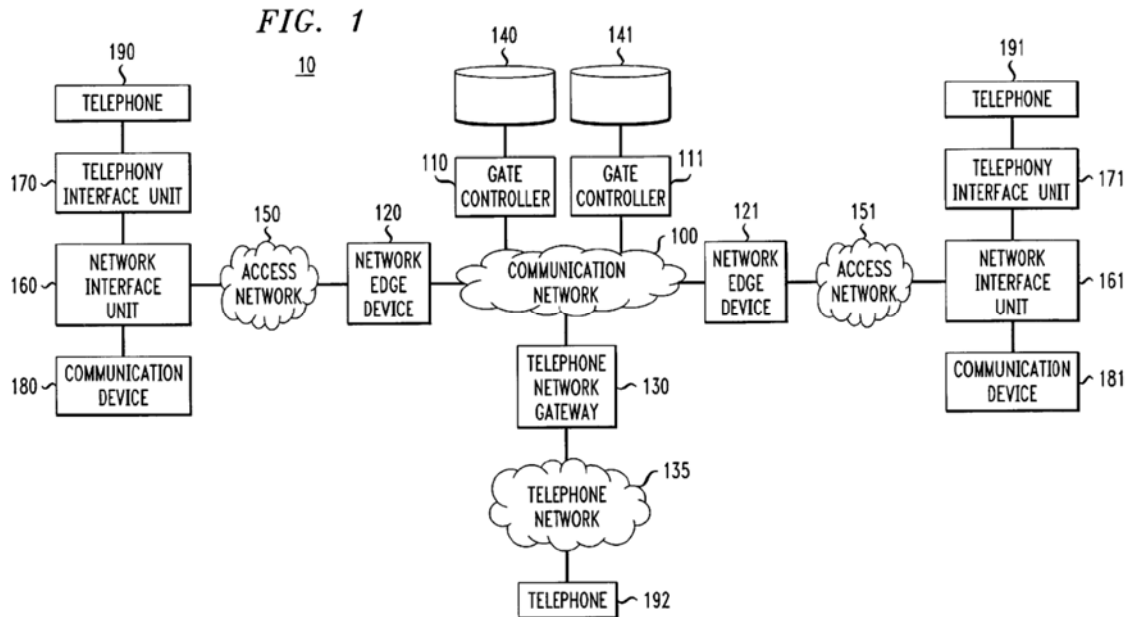 FIG. 1
10
140
141
190
TELEPHONE
191
TELEPHONE
170
TELEPHONY
INTERFACE UNIT
110
GATE
CONTROLLER
GATE
CONTROLLER
111
TELEPHONY
INTERFACE UNIT
171
160
NETWORK
INTERFACE
UNIT
150
ACCESS
NETWORK
120
NETWORK
EDGE
DEVICE
100
COMMUNICATION
NETWORK
121
NETWORK
EDGE
DEVICE
151
ACCESS
NETWORK
NETWORK
INTERFACE
UNIT
161
180
COMMUNICATION
DEVICE
TELEPHONE
NETWORK
GATEWAY
130
COMMUNICATION
DEVICE
181
TELEPHONE
NETWORK
135
TELEPHONE
192